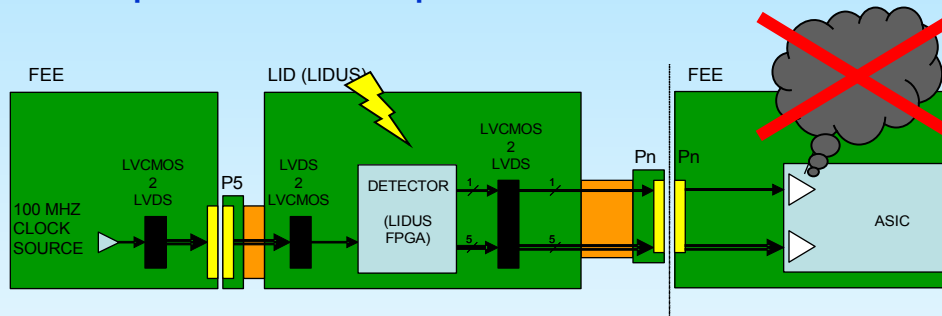 FEE
LID (LIDUS)
FEE
LVCMOS
2
LVDS
P5
LVDS
2
LVCMOS
100 MHZ
CLOCK
SOURCE
DETECTOR
(LIDUS
FPGA)
1
5
LVCMOS
2
LVDS
1
5
Pn
Pn
ASIC